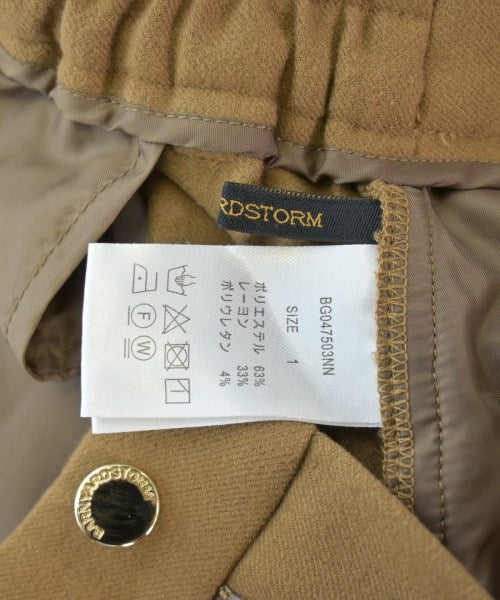 RDSTORM
BG047503NN
SIZE 1
ポリエステル 63%
レーヨン 33%
ポリウレタン 4%
F
W
BARNYARDSTORM